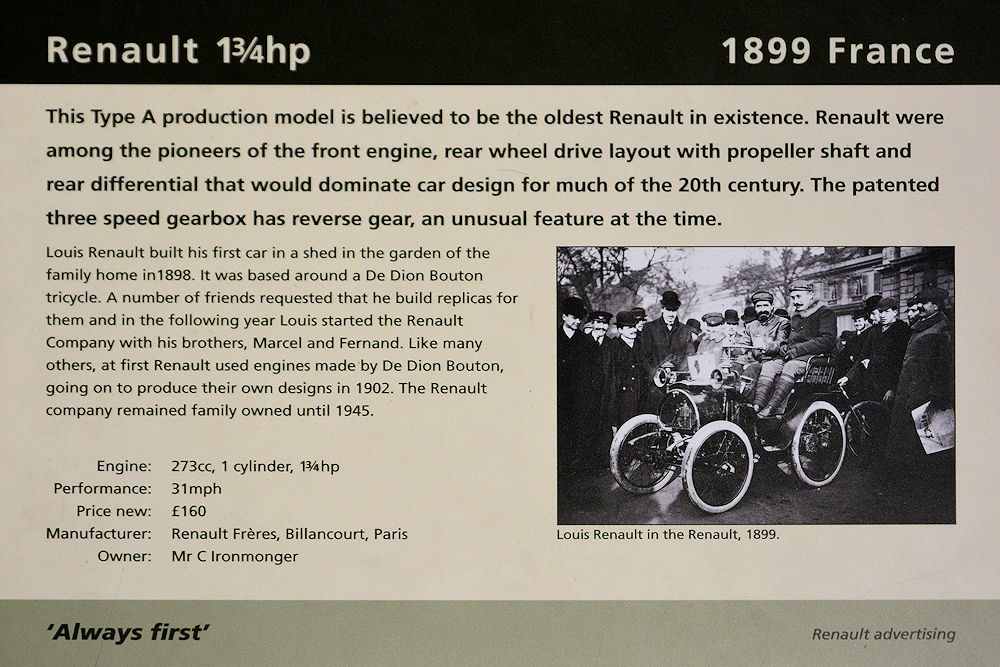 Renault 1¾hp
1899 France
This Type A production model is believed to be the oldest Renault in existence. Renault were
among the pioneers of the front engine, rear wheel drive layout with propeller shaft and
rear differential that would dominate car design for much of the 20th century. The patented
three speed gearbox has reverse gear, an unusual feature at the time.
Louis Renault built his first car in a shed in the garden of the
family home in1898. It was based around a De Dion Bouton
tricycle. A number of friends requested that he build replicas for
them and in the following year Louis started the Renault
Company with his brothers, Marcel and Fernand. Like many
others, at first Renault used engines made by De Dion Bouton,
going on to produce their own designs in 1902. The Renault
company remained family owned until 1945.
Engine: 273cc, 1 cylinder, 1¾hp
Performance: 31mph
Price new: £160
Manufacturer: Renault Frères, Billancourt, Paris
Owner: Mr C Ironmonger
Louis Renault in the Renault, 1899.
'Always first'
Renault advertising